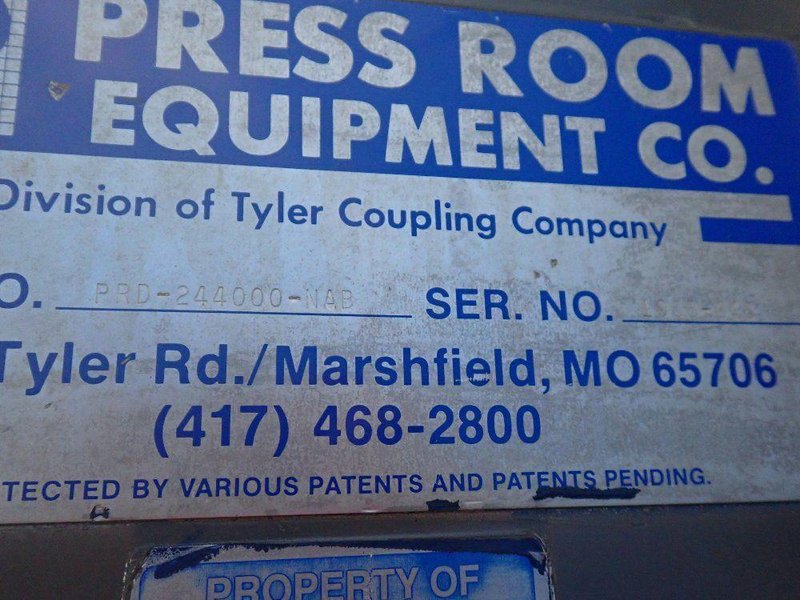 PRESS ROOM
EQUIPMENT CO.
Division of Tyler Coupling Company
O. PRD-244000-NAB SER. NO.
Tyler Rd./Marshfield, MO 65706
(417) 468-2800
TECTED BY VARIOUS PATENTS AND PATENTS PENDING.
PROPERTY OF